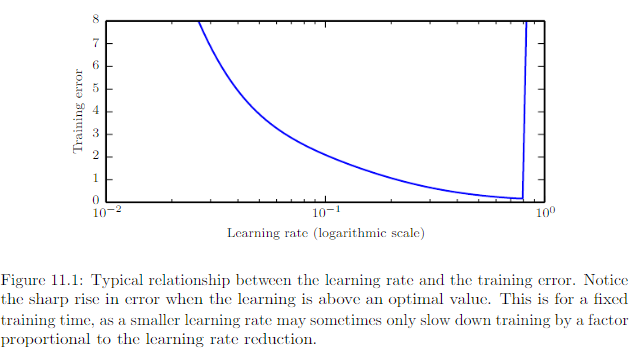 8
7
6
5
4
3
2
1
0
Training error
10⁻² 10⁻¹ 10⁰
Learning rate (logarithmic scale)
Figure 11.1: Typical relationship between the learning rate and the training error. Notice
the sharp rise in error when the learning is above an optimal value. This is for a fixed
training time, as a smaller learning rate may sometimes only slow down training by a factor
proportional to the learning rate reduction.